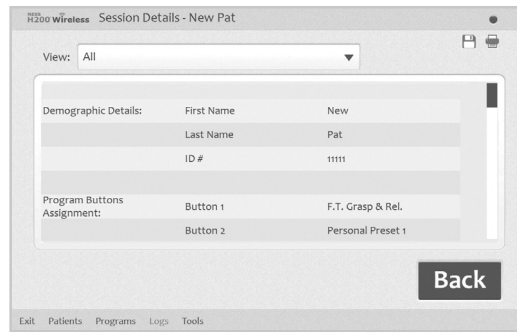 NESS
H200 Wireless Session Details - New Pat
View: All
Demographic Details: First Name New
Last Name Pat
ID # 11111
Program Buttons
Assignment: Button 1 F.T. Grasp & Rel.
Button 2 Personal Preset 1
Back
Exit Patients Programs Logs Tools